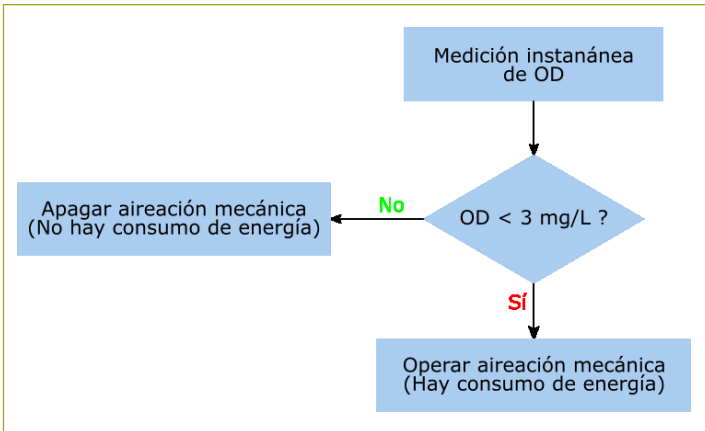 Medición instanánea
de OD
OD < 3 mg/L ?
No
Apagar aireación mecánica
(No hay consumo de energía)
Sí
Operar aireación mecánica
(Hay consumo de energía)